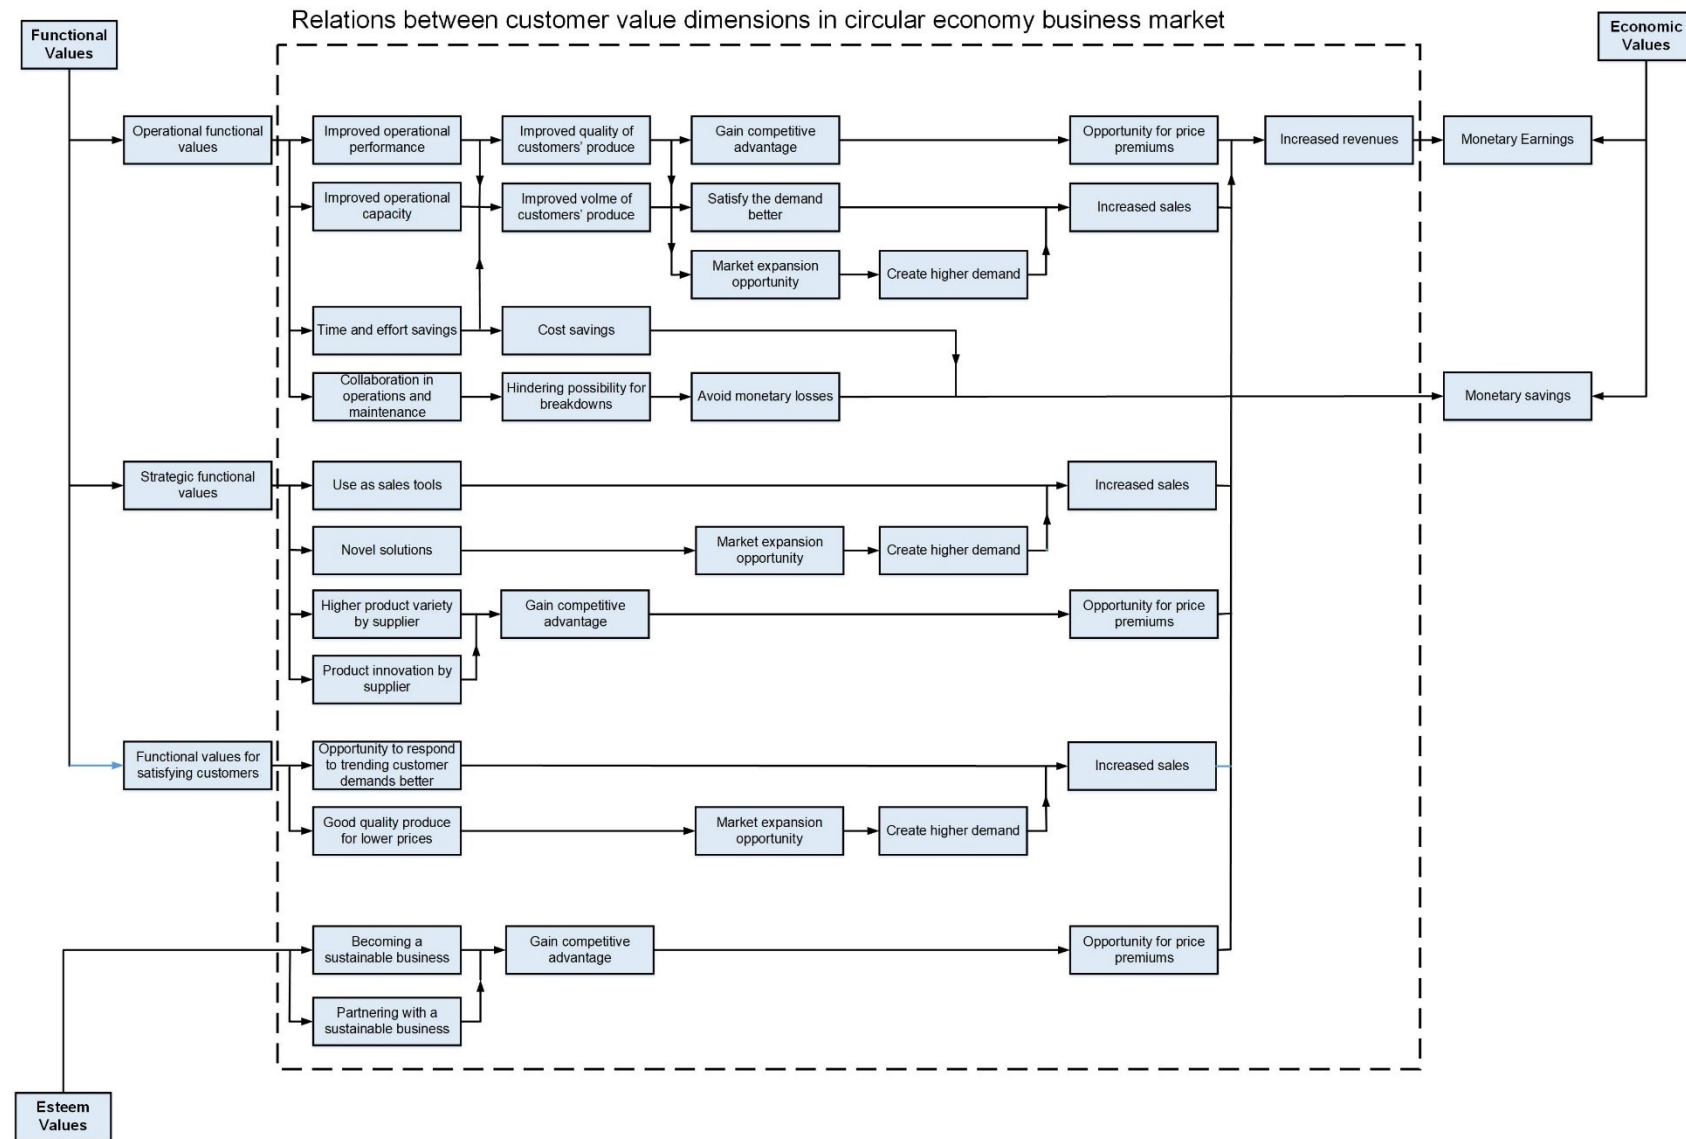 Relations between customer value dimensions in circular economy business market
Functional
Values
Economic
Values
Operational functional
values
Improved operational
performance
Improved quality of
customers' produce
Gain competitive
advantage
Opportunity for price
premiums
Increased revenues
Monetary Earnings
Improved operational
capacity
Improved volme of
customers' produce
Satisfy the demand
better
Increased sales
Market expansion
opportunity
Create higher demand
Time and effort savings
Cost savings
Collaboration in
operations and
maintenance
Hindering possibility for
breakdowns
Avoid monetary losses
Monetary savings
Strategic functional
values
Use as sales tools
Increased sales
Novel solutions
Market expansion
opportunity
Create higher demand
Higher product variety
by supplier
Gain competitive
advantage
Opportunity for price
premiums
Product innovation by
supplier
Functional values for
satisfying customers
Opportunity to respond
to trending customer
demands better
Increased sales
Good quality produce
for lower prices
Market expansion
opportunity
Create higher demand
Becoming a
sustainable business
Gain competitive
advantage
Opportunity for price
premiums
Partnering with a
sustainable business
Esteem
Values